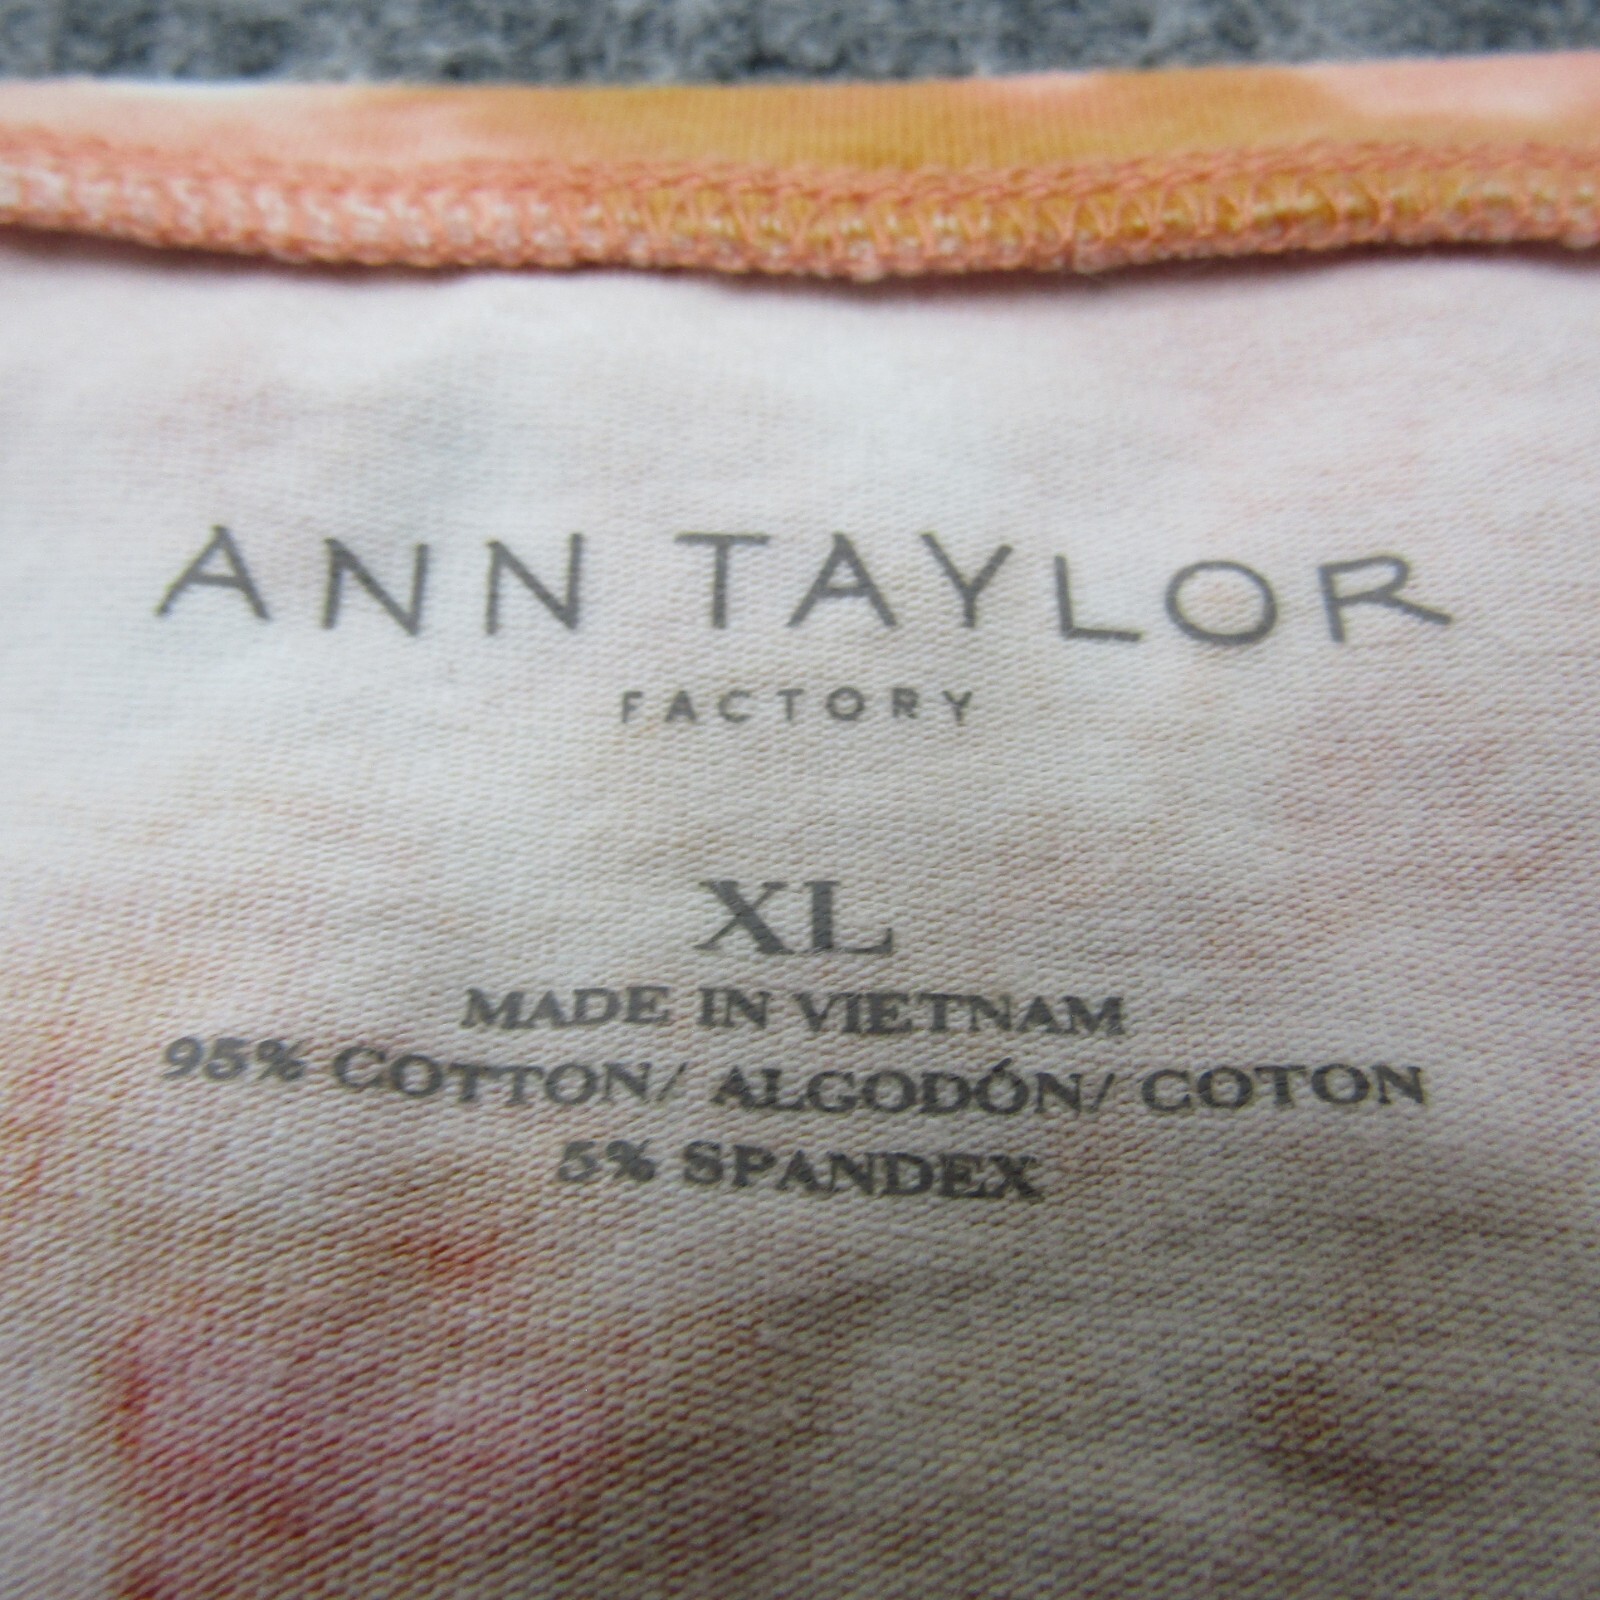 ANN TAYLOR
FACTORY
XL
MADE IN VIETNAM
95% COTTON/ ALGODÓN/ COTON
5% SPANDEX